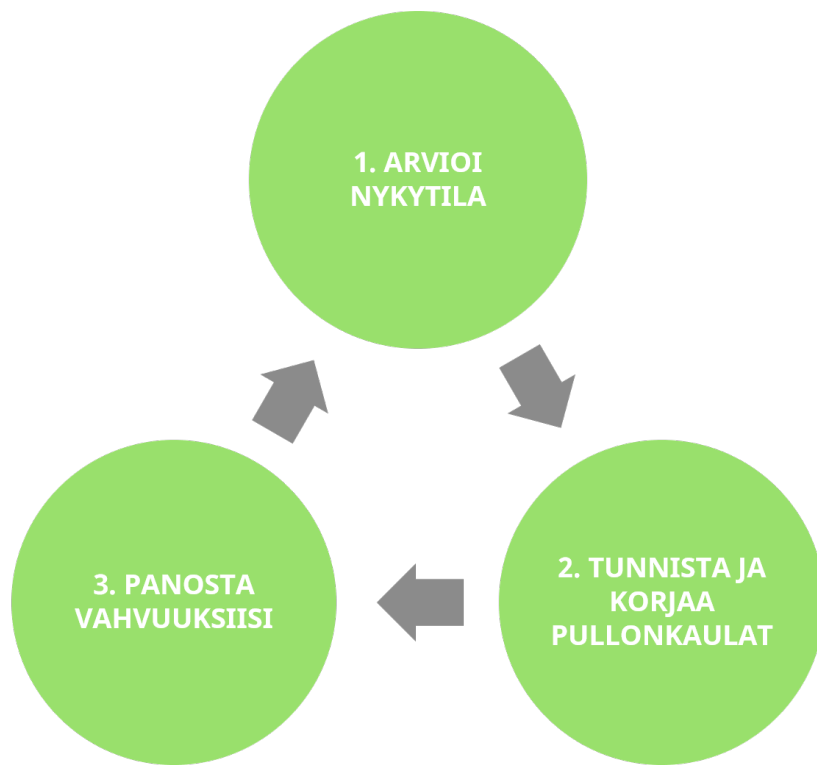 1. ARVIOI
NYKYTILA
2. TUNNISTA JA
KORJAA
PULLONKAULAT
3. PANOSTA
VAHVUUKSIISI